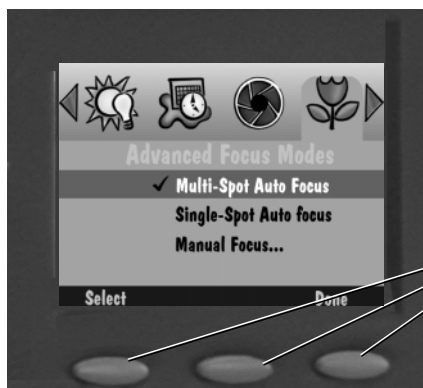 Advanced Focus Modes
✓ Multi-Spot Auto Focus
Single-Spot Auto focus
Manual Focus...
Select Done